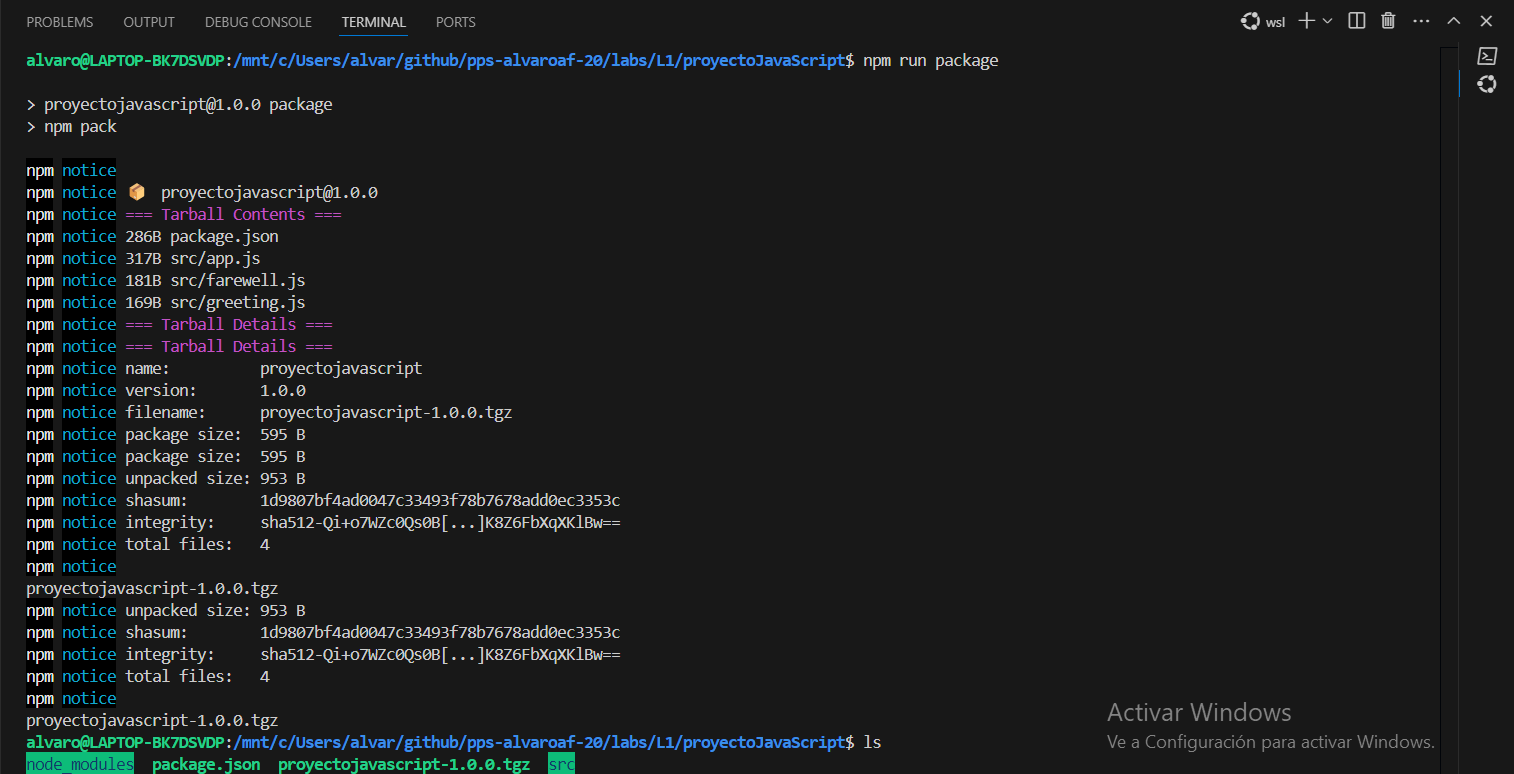 PROBLEMS OUTPUT DEBUG CONSOLE TERMINAL PORTS wsl
alvaro@LAPTOP-BK7DSVDP:/mnt/c/Users/alvar/github/pps-alvaroaf-20/labs/L1/proyectoJavaScript$ npm run package
> proyectojavascript@1.0.0 package
> npm pack
npm notice
npm notice 📦  proyectojavascript@1.0.0
npm notice === Tarball Contents ===
npm notice 286B package.json
npm notice 317B src/app.js
npm notice 181B src/farewell.js
npm notice 169B src/greeting.js
npm notice === Tarball Details ===
npm notice === Tarball Details ===
npm notice name:          proyectojavascript
npm notice version:       1.0.0
npm notice filename:      proyectojavascript-1.0.0.tgz
npm notice package size:  595 B
npm notice package size:  595 B
npm notice unpacked size: 953 B
npm notice shasum:        1d9807bf4ad0047c33493f78b7678add0ec3353c
npm notice integrity:     sha512-Qi+o7WZc0Qs0B[...]K8Z6FbXqXKlBw==
npm notice total files:   4
npm notice
proyectojavascript-1.0.0.tgz
npm notice unpacked size: 953 B
npm notice shasum:        1d9807bf4ad0047c33493f78b7678add0ec3353c
npm notice integrity:     sha512-Qi+o7WZc0Qs0B[...]K8Z6FbXqXKlBw==
npm notice total files:   4
npm notice
proyectojavascript-1.0.0.tgz
alvaro@LAPTOP-BK7DSVDP:/mnt/c/Users/alvar/github/pps-alvaroaf-20/labs/L1/proyectoJavaScript$ ls
node_modules  package.json  proyectojavascript-1.0.0.tgz  src
Activar Windows
Ve a Configuración para activar Windows.